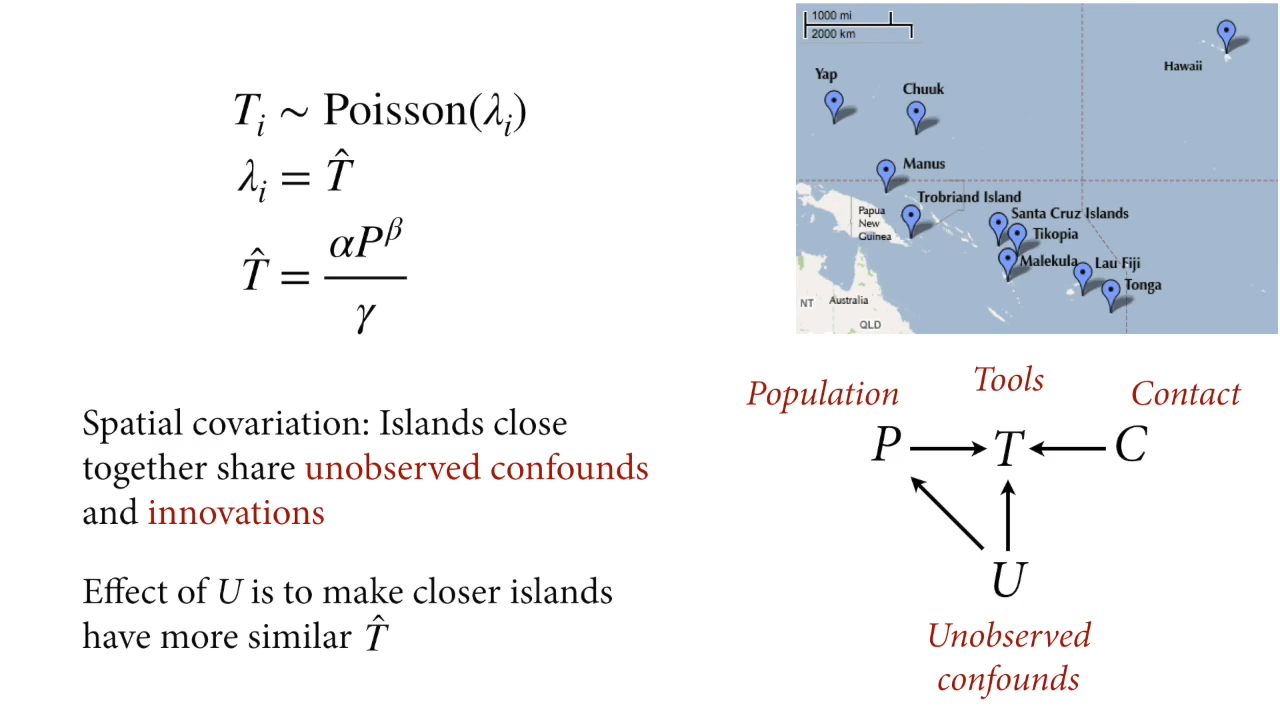 T_i ∼ Poisson(λ_i)
λ_i = T̂
T̂ = αP^β / γ
Spatial covariation: Islands close
together share unobserved confounds
and innovations
Effect of U is to make closer islands
have more similar T̂
1000 mi
2000 km
Hawaii
Yap
Chuuk
Manus
Trobriand Island
Papua
New
Guinea
Santa Cruz Islands
Tikopia
Malekula
Lau Fiji
Tonga
NT
Australia
QLD
Population
Tools
Contact
P
T
C
U
Unobserved
confounds